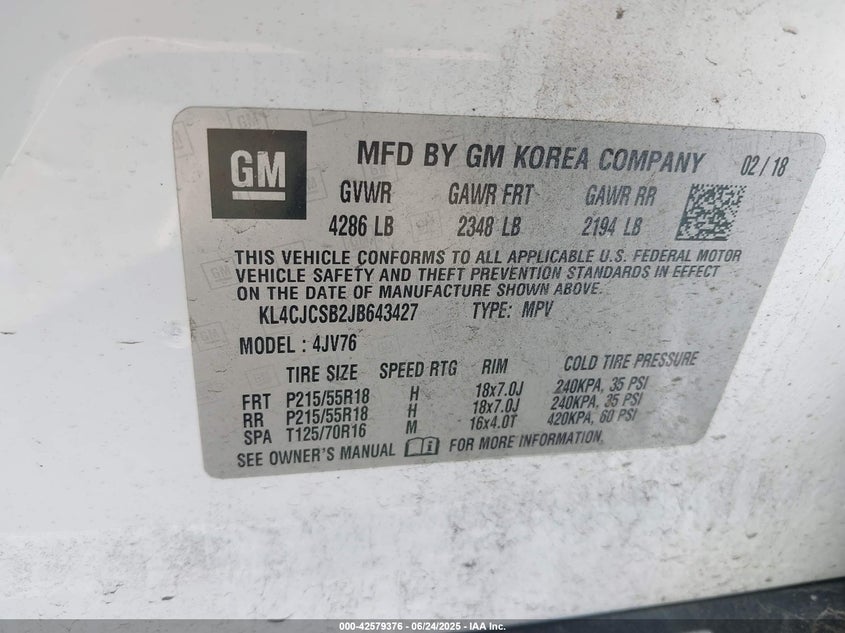 GM
MFD BY GM KOREA COMPANY 02/18
GVWR GAWR FRT GAWR RR
4286 LB 2348 LB 2194 LB
THIS VEHICLE CONFORMS TO ALL APPLICABLE U.S. FEDERAL MOTOR
VEHICLE SAFETY AND THEFT PREVENTION STANDARDS IN EFFECT
ON THE DATE OF MANUFACTURE SHOWN ABOVE.
KL4CJCSB2JB643427 TYPE: MPV
MODEL : 4JV76
TIRE SIZE SPEED RTG RIM COLD TIRE PRESSURE
FRT P215/55R18 H 18x7.0J 240KPA, 35 PSI
RR P215/55R18 H 18x7.0J 240KPA, 35 PSI
SPA T125/70R16 M 16x4.0T 420KPA, 60 PSI
SEE OWNER'S MANUAL FOR MORE INFORMATION.
000-42579376 - 06/24/2025 - IAA Inc.